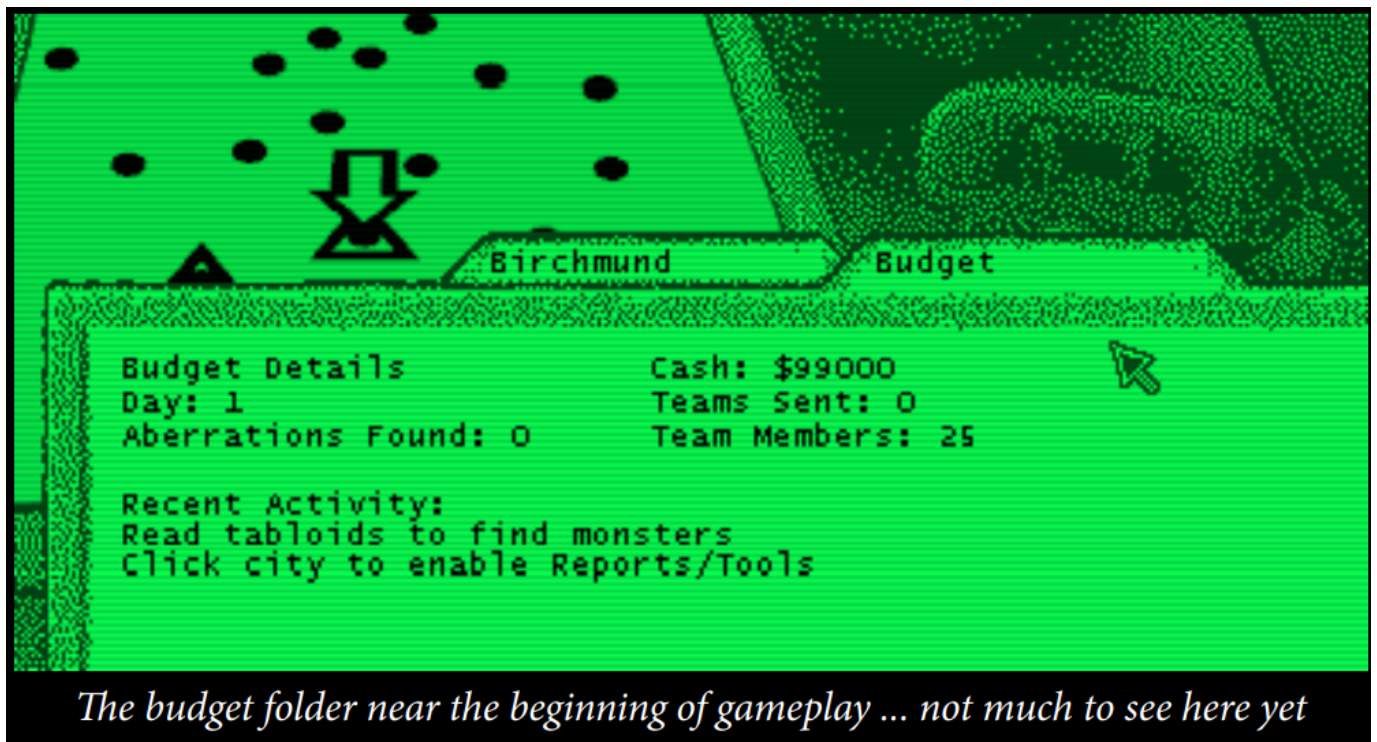 Birchmund
Budget
Budget Details
Cash: $99000
Day: 1
Teams Sent: 0
Aberrations Found: 0
Team Members: 25
Recent Activity:
Read tabloids to find monsters
Click city to enable Reports/Tools
The budget folder near the beginning of gameplay ... not much to see here yet